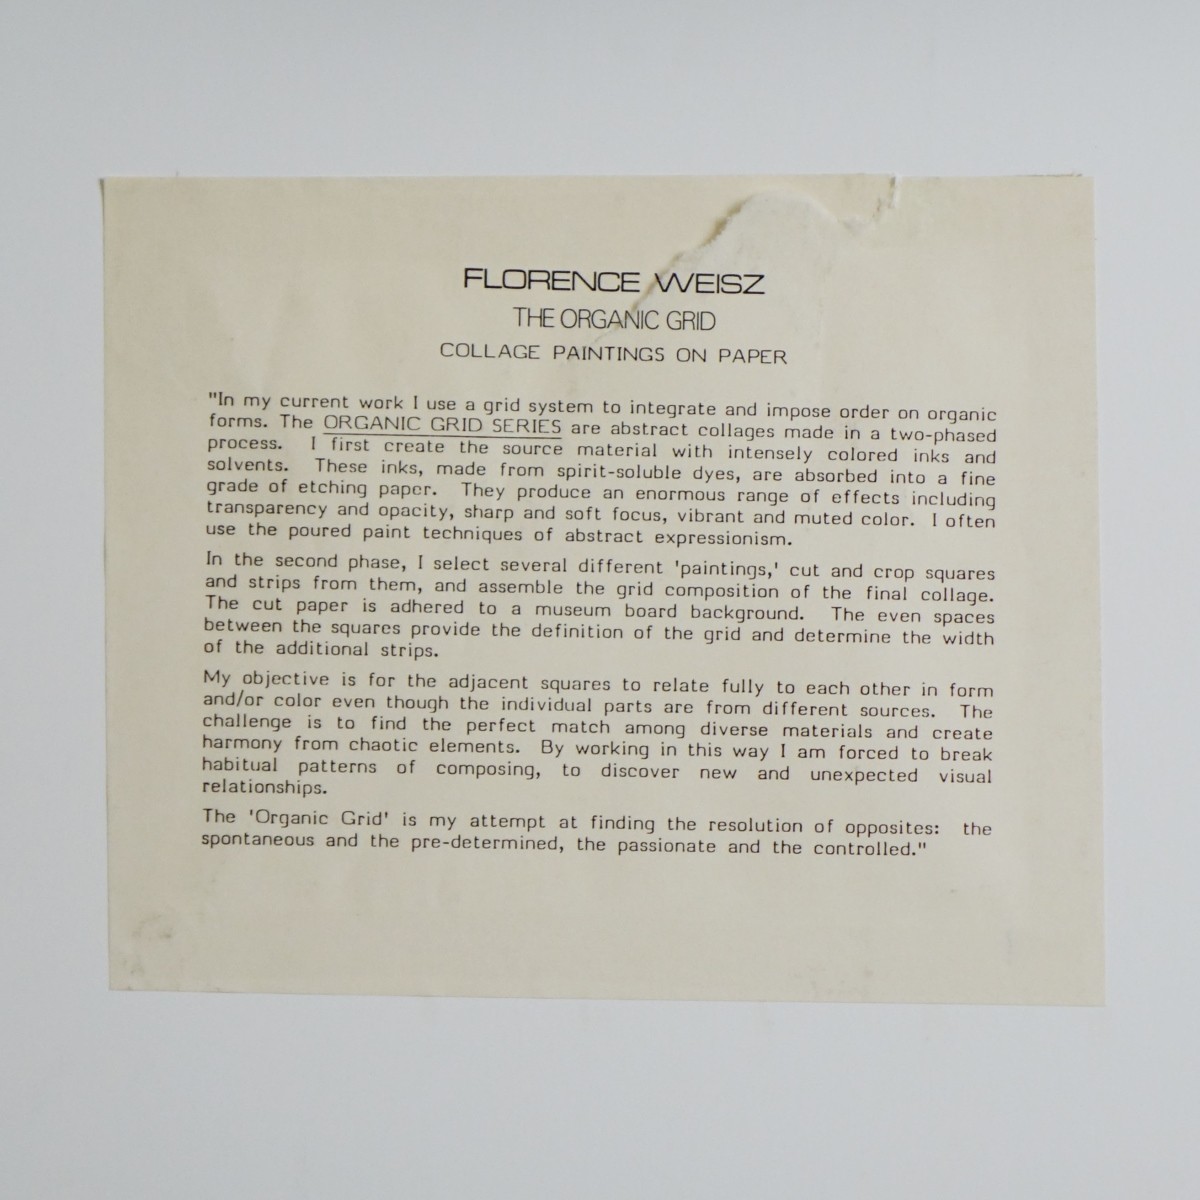 FLORENCE WEISZ
THE ORGANIC GRID
COLLAGE PAINTINGS ON PAPER
"In my current work I use a grid system to integrate and impose order on organic
forms. The ORGANIC GRID SERIES are abstract collages made in a two-phased
process. I first create the source material with intensely colored inks and
solvents. These inks, made from spirit-soluble dyes, are absorbed into a fine
grade of etching paper. They produce an enormous range of effects including
transparency and opacity, sharp and soft focus, vibrant and muted color. I often
use the poured paint techniques of abstract expressionism.
In the second phase, I select several different 'paintings,' cut and crop squares
and strips from them, and assemble the grid composition of the final collage.
The cut paper is adhered to a museum board background. The even spaces
between the squares provide the definition of the grid and determine the width
of the additional strips.
My objective is for the adjacent squares to relate fully to each other in form
and/or color even though the individual parts are from different sources. The
challenge is to find the perfect match among diverse materials and create
harmony from chaotic elements. By working in this way I am forced to break
habitual patterns of composing, to discover new and unexpected visual
relationships.
The 'Organic Grid' is my attempt at finding the resolution of opposites: the
spontaneous and the pre-determined, the passionate and the controlled."